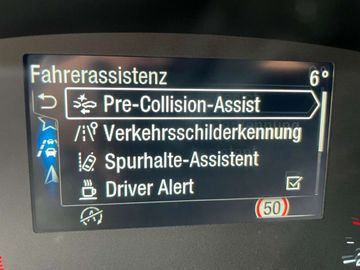 Fahrerassistenz 6°
Pre-Collision-Assist
Verkehrsschilderkennung
Spurhalte-Assistent
Driver Alert
50